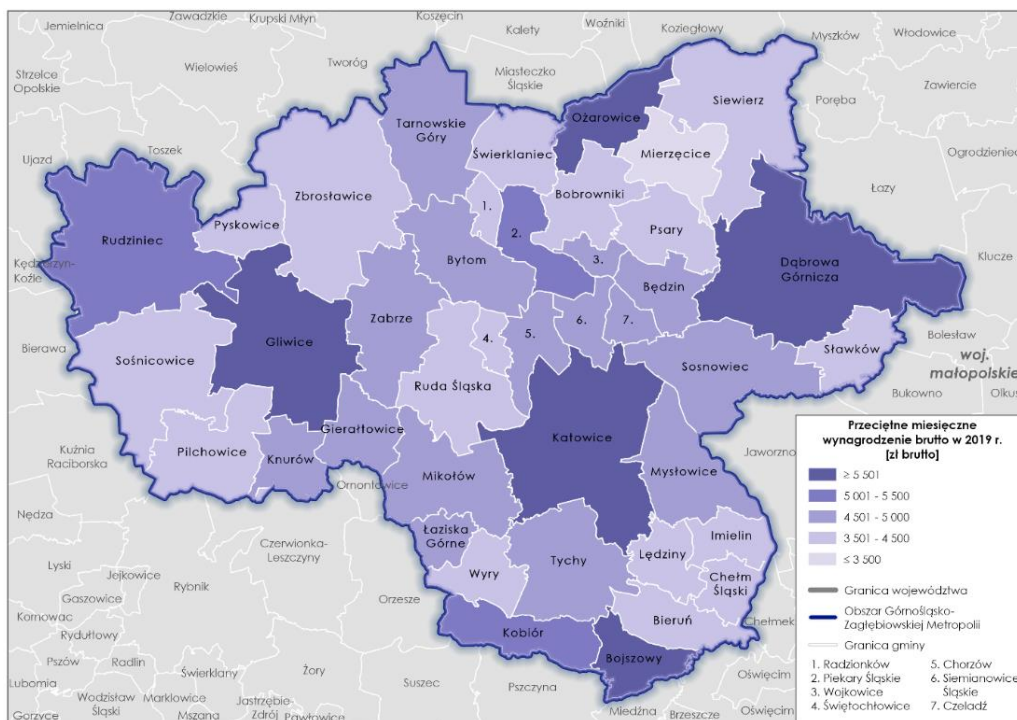 Jemielnica
Zawadzkie
Krupski Młyn
Koszęcin
Kalety
Woźniki
Koziegłowy
Myszków
Włodowice
Wielowieś
Tworóg
Miasteczko
Śląskie
Strzelce
Opolskie
Zawiercie
Poręba
Siewierz
Ożarowice
Tarnowskie
Góry
Świerklaniec
Mierzęcice
Ogrodzieniec
Ujazd
Toszek
Łazy
Zbrosławice
Bobrowniki
1.
Pyskowice
Psary
Rudziniec
2.
Klucze
Kędzierzyn-
Koźle
Bytom
3.
Dąbrowa
Górnicza
Będzin
Zabrze
6.
7.
5.
4.
Bolesław
Bierawa
Gliwice
Sławków
Sośnicowice
woj.
małopolskie
Sosnowiec
Ruda Śląska
Bukowno
Olkusz
Gierałtowice
Katowice
Kuźnia
Raciborska
Pilchowice
Knurów
Mysłowice
Jaworzno
Mikołów
Ornontowice
Nędza
Łaziska
Górne
Imielin
Czerwionka-
Leszczyny
Lędziny
Tychy
Lyski
Jejkowice
Rybnik
Wyry
Chełm
Śląski
Gaszowice
Orzesze
Kornowac
Bieruń
Chełmek
Rydułtowy
Kobiór
Pszów
Radlin
Bojszowy
Świerklany
Żory
Suszec
Oświęcim
Lubomia
Pszczyna
Wodzisław
Śląski
Marklowice
Jastrzębie-
Zdrój
Miedźna
Gorzyce
Mszana
Pawłowice
Brzeszcze
Oświęcim
Przeciętne miesięczne
wynagrodzenie brutto w 2019 r.
[zł brutto]
≥ 5 501
5 001 - 5 500
4 501 - 5 000
3 501 - 4 500
≤ 3 500
Granica województwa
Obszar Górnośląsko-
Zagłębiowskiej Metropolii
Granica gminy
1. Radzionków
2. Piekary Śląskie
3. Wojkowice
4. Świętochłowice
5. Chorzów
6. Siemianowice
Śląskie
7. Czeladź